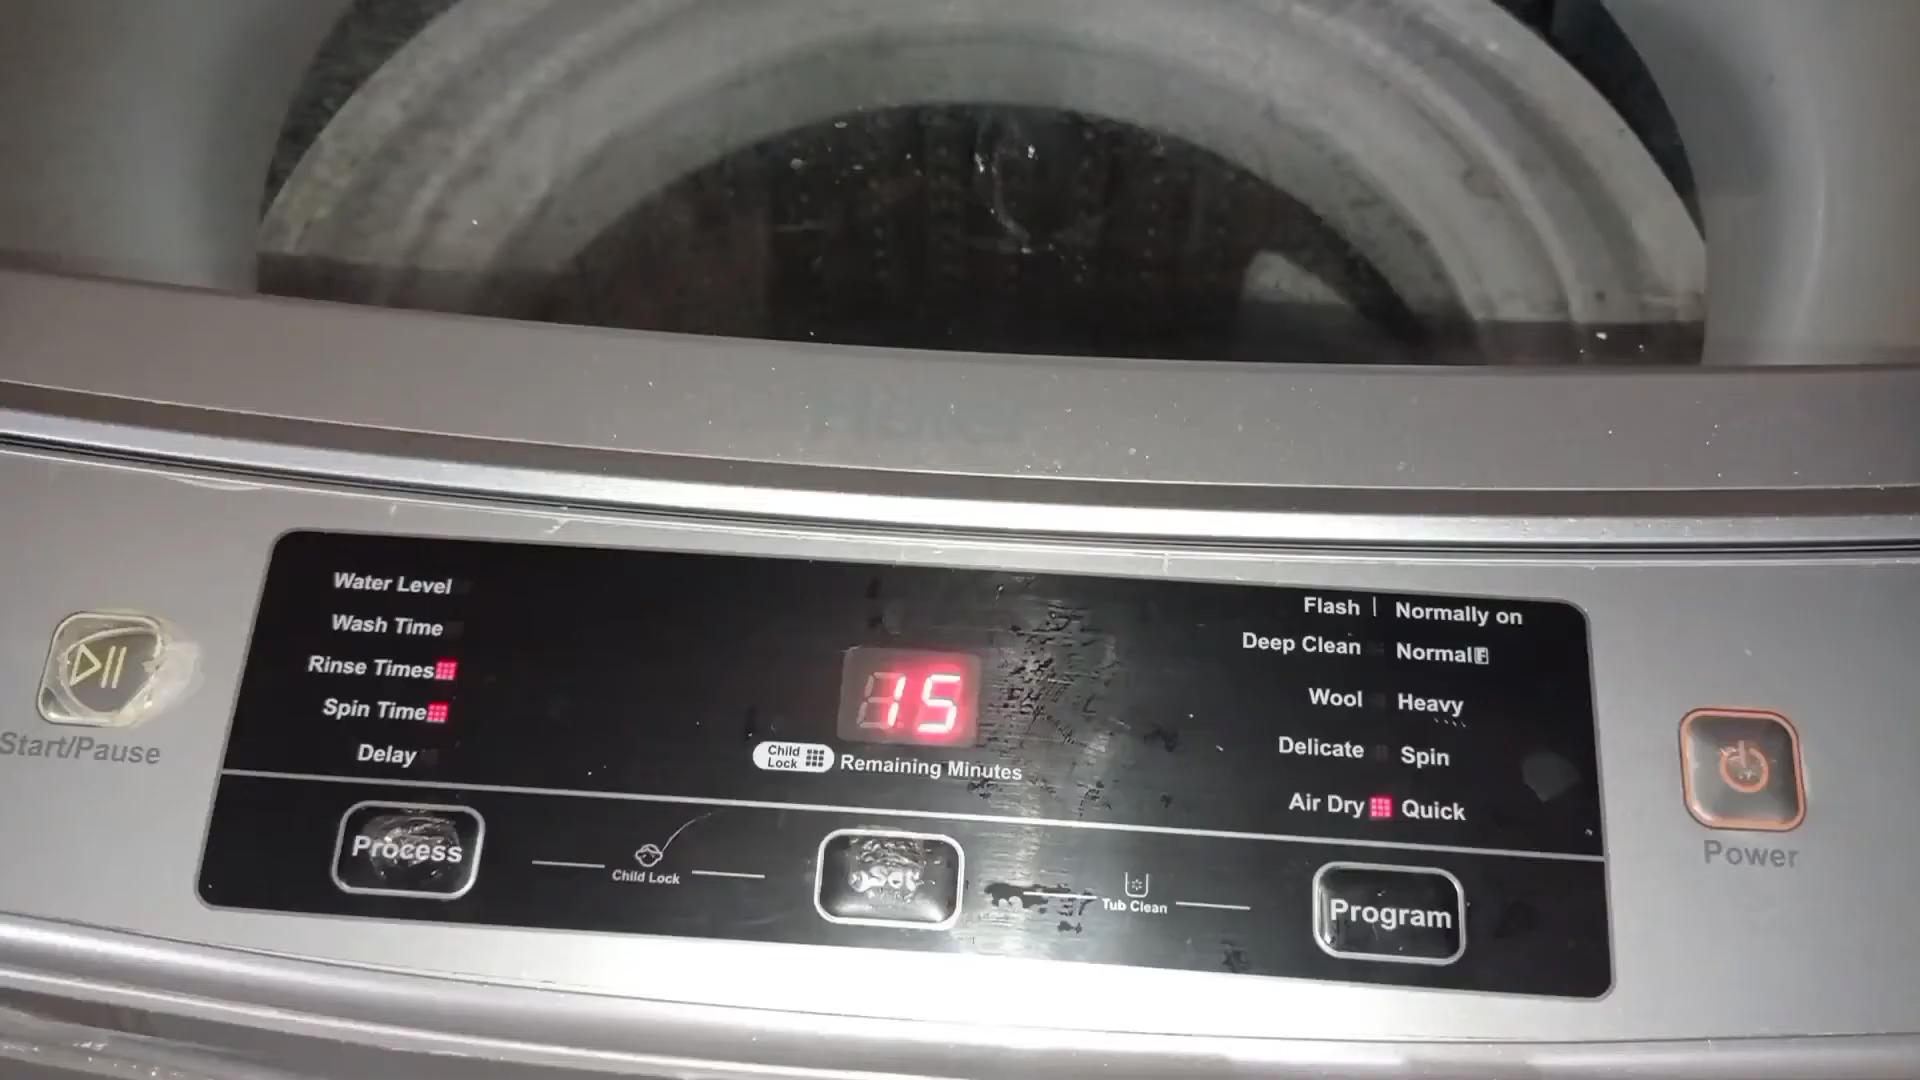 Water Level
Wash Time
Rinse Times
Spin Time
Delay
Start/Pause
15
Child
Lock
Remaining Minutes
Flash | Normally on
Deep Clean Normal F
Wool Heavy
Delicate Spin
Air Dry Quick
Power
Process
Child Lock
Tub Clean
Program